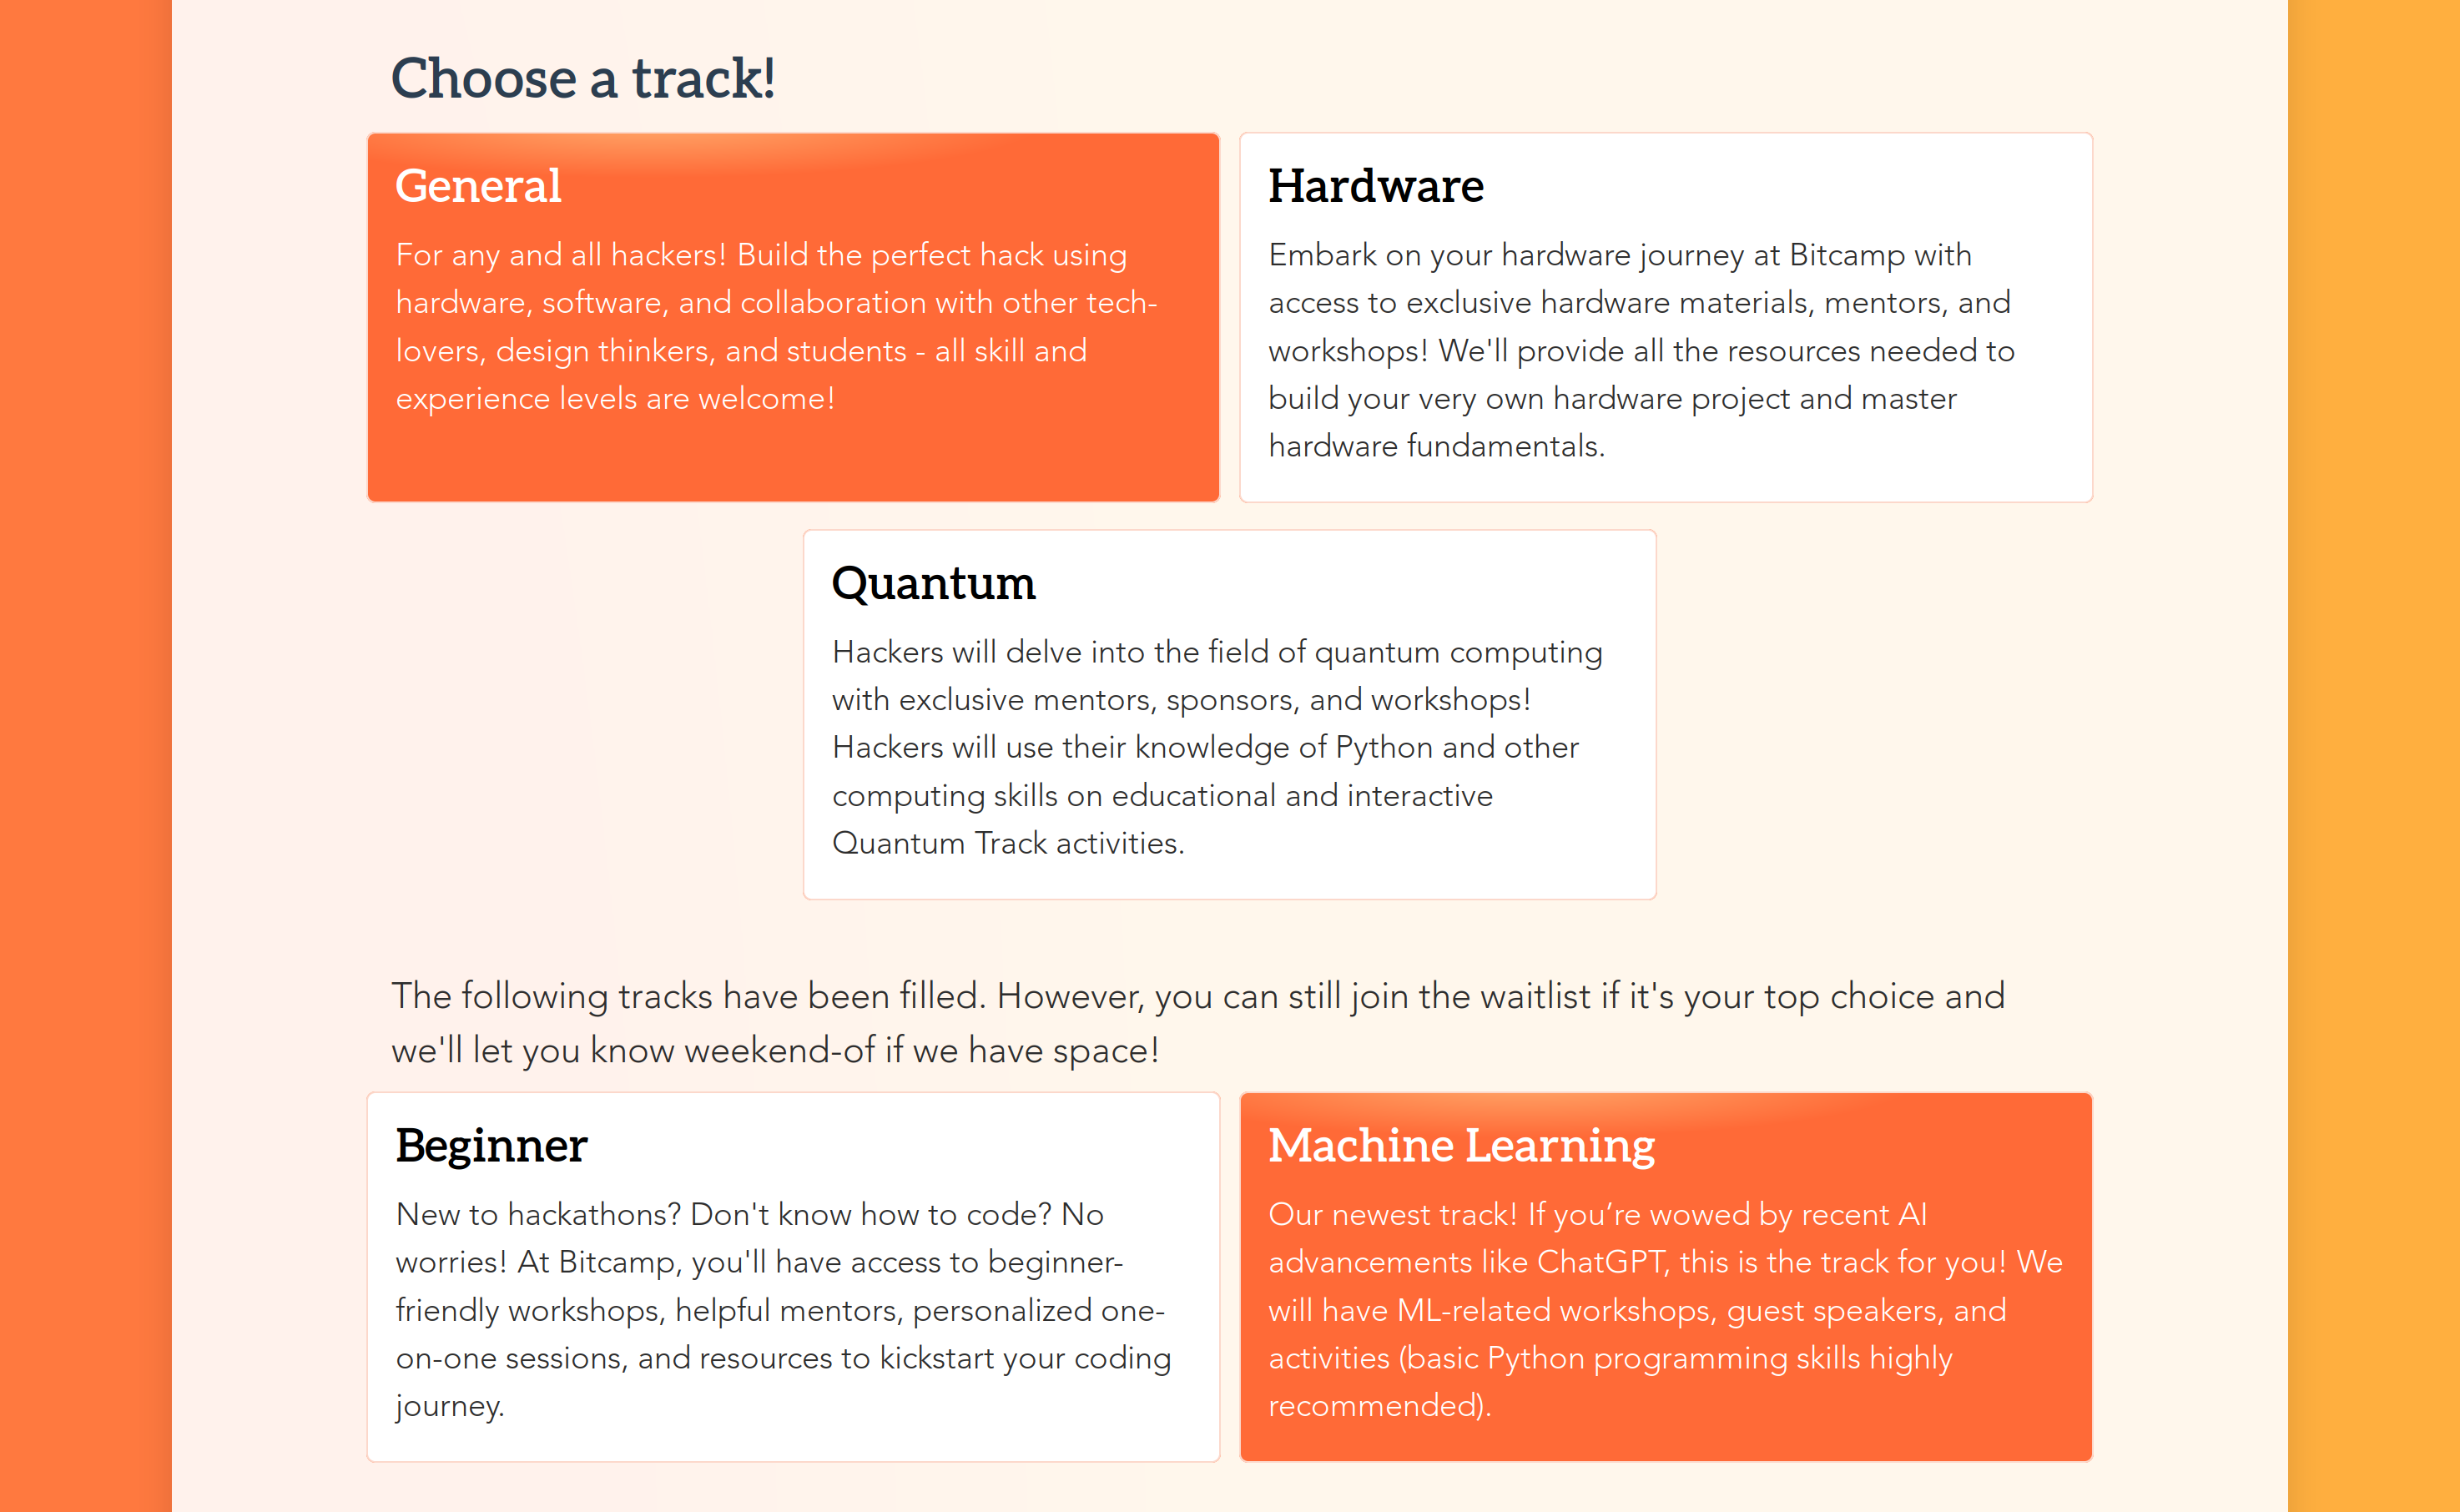 Choose a track!
General
For any and all hackers! Build the perfect hack using
hardware, software, and collaboration with other tech-
lovers, design thinkers, and students - all skill and
experience levels are welcome!
Hardware
Embark on your hardware journey at Bitcamp with
access to exclusive hardware materials, mentors, and
workshops! We'll provide all the resources needed to
build your very own hardware project and master
hardware fundamentals.
Quantum
Hackers will delve into the field of quantum computing
with exclusive mentors, sponsors, and workshops!
Hackers will use their knowledge of Python and other
computing skills on educational and interactive
Quantum Track activities.
The following tracks have been filled. However, you can still join the waitlist if it's your top choice and
we'll let you know weekend-of if we have space!
Beginner
New to hackathons? Don't know how to code? No
worries! At Bitcamp, you'll have access to beginner-
friendly workshops, helpful mentors, personalized one-
on-one sessions, and resources to kickstart your coding
journey.
Machine Learning
Our newest track! If you’re wowed by recent AI
advancements like ChatGPT, this is the track for you! We
will have ML-related workshops, guest speakers, and
activities (basic Python programming skills highly
recommended).